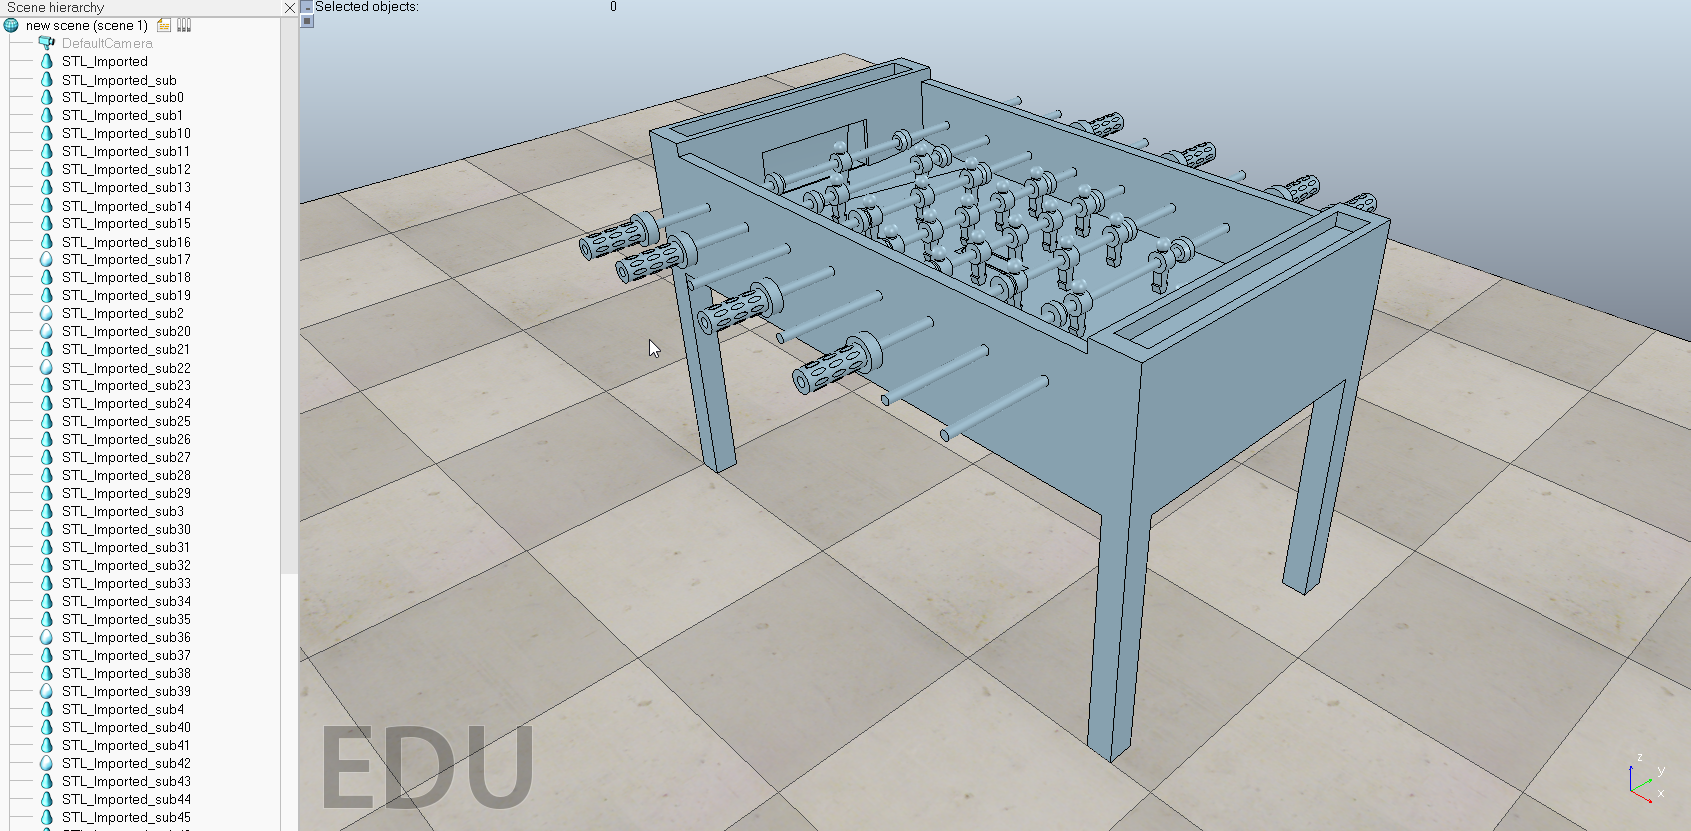 Scene hierarchy
Selected objects: 0
new scene (scene 1)
DefaultCamera
STL_Imported
STL_Imported_sub
STL_Imported_sub0
STL_Imported_sub1
STL_Imported_sub10
STL_Imported_sub11
STL_Imported_sub12
STL_Imported_sub13
STL_Imported_sub14
STL_Imported_sub15
STL_Imported_sub16
STL_Imported_sub17
STL_Imported_sub18
STL_Imported_sub19
STL_Imported_sub2
STL_Imported_sub20
STL_Imported_sub21
STL_Imported_sub22
STL_Imported_sub23
STL_Imported_sub24
STL_Imported_sub25
STL_Imported_sub26
STL_Imported_sub27
STL_Imported_sub28
STL_Imported_sub29
STL_Imported_sub3
STL_Imported_sub30
STL_Imported_sub31
STL_Imported_sub32
STL_Imported_sub33
STL_Imported_sub34
STL_Imported_sub35
STL_Imported_sub36
STL_Imported_sub37
STL_Imported_sub38
STL_Imported_sub39
STL_Imported_sub4
STL_Imported_sub40
STL_Imported_sub41
STL_Imported_sub42
STL_Imported_sub43
STL_Imported_sub44
STL_Imported_sub45
EDU
z
y
x